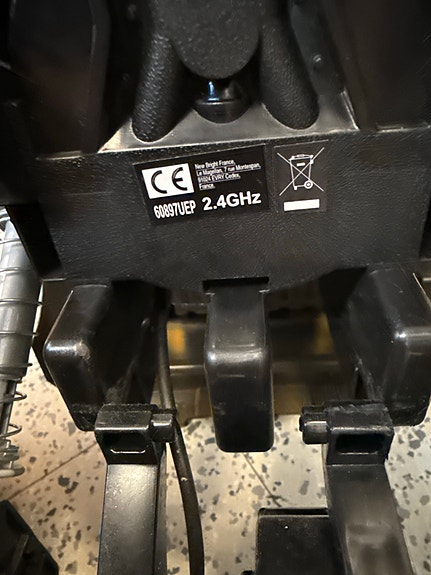 CE
New Bright France,
Le Magellan, 7 rue Montespan,
91024 EVRY Cedex,
France.
60897UEP 2.4GHz